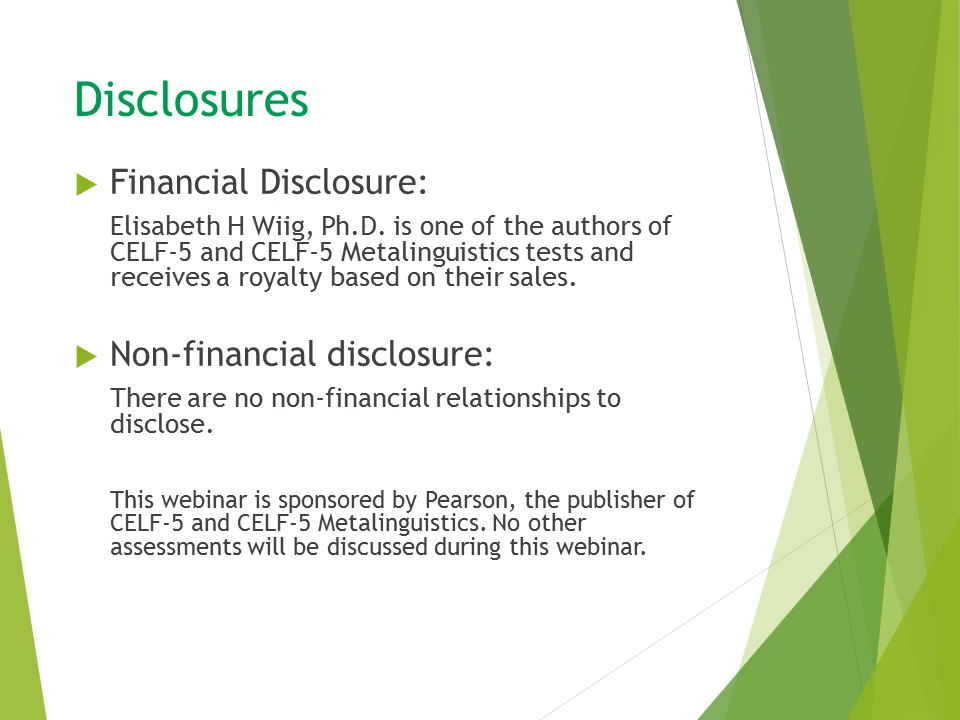 Disclosures
Financial Disclosure:
Elisabeth H Wiig, Ph.D. is one of the authors of
CELF-5 and CELF-5 Metalinguistics tests and
receives a royalty based on their sales.
Non-financial disclosure:
There are no non-financial relationships to
disclose.
This webinar is sponsored by Pearson, the publisher of
CELF-5 and CELF-5 Metalinguistics. No other
assessments will be discussed during this webinar.